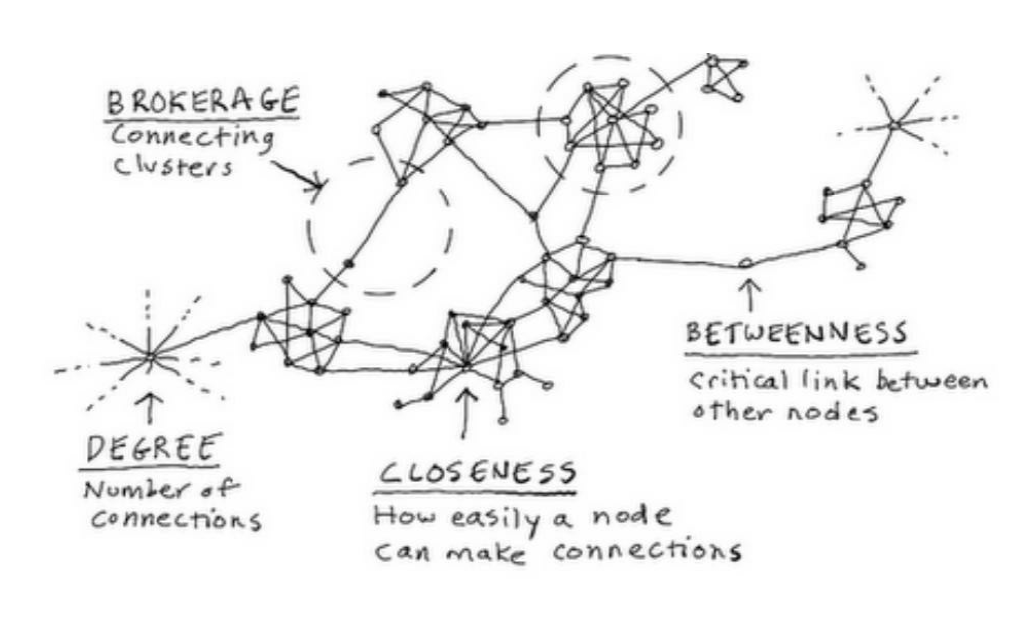 BROKERAGE
Connecting
clusters
BETWEENNESS
Critical link between
other nodes
DEGREE
Number of
connections
CLOSENESS
How easily a node
can make connections